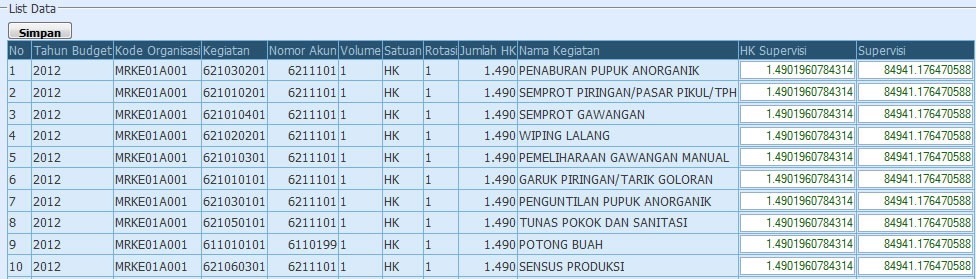 List Data
Simpan
No Tahun Budget Kode Organisasi Kegiatan Nomor Akun Volume Satuan Rotasi Jumlah HK Nama Kegiatan HK Supervisi Supervisi
1 2012 MRKE01A001 621030201 6211101 1 HK 1 1.490 PENABURAN PUPUK ANORGANIK 1.4901960784314 84941.176470588
2 2012 MRKE01A001 621010201 6211101 1 HK 1 1.490 SEMPROT PIRINGAN/PASAR PIKUL/TPH 1.4901960784314 84941.176470588
3 2012 MRKE01A001 621010401 6211101 1 HK 1 1.490 SEMPROT GAWANGAN 1.4901960784314 84941.176470588
4 2012 MRKE01A001 621020201 6211101 1 HK 1 1.490 WIPING LALANG 1.4901960784314 84941.176470588
5 2012 MRKE01A001 621010301 6211101 1 HK 1 1.490 PEMELIHARAAN GAWANGAN MANUAL 1.4901960784314 84941.176470588
6 2012 MRKE01A001 621010101 6211101 1 HK 1 1.490 GARUK PIRINGAN/TARIK GOLORAN 1.4901960784314 84941.176470588
7 2012 MRKE01A001 621030101 6211101 1 HK 1 1.490 PENGUNTILAN PUPUK ANORGANIK 1.4901960784314 84941.176470588
8 2012 MRKE01A001 621050101 6211101 1 HK 1 1.490 TUNAS POKOK DAN SANITASI 1.4901960784314 84941.176470588
9 2012 MRKE01A001 611010101 6110199 1 HK 1 1.490 POTONG BUAH 1.4901960784314 84941.176470588
10 2012 MRKE01A001 621060301 6211101 1 HK 1 1.490 SENSUS PRODUKSI 1.4901960784314 84941.176470588